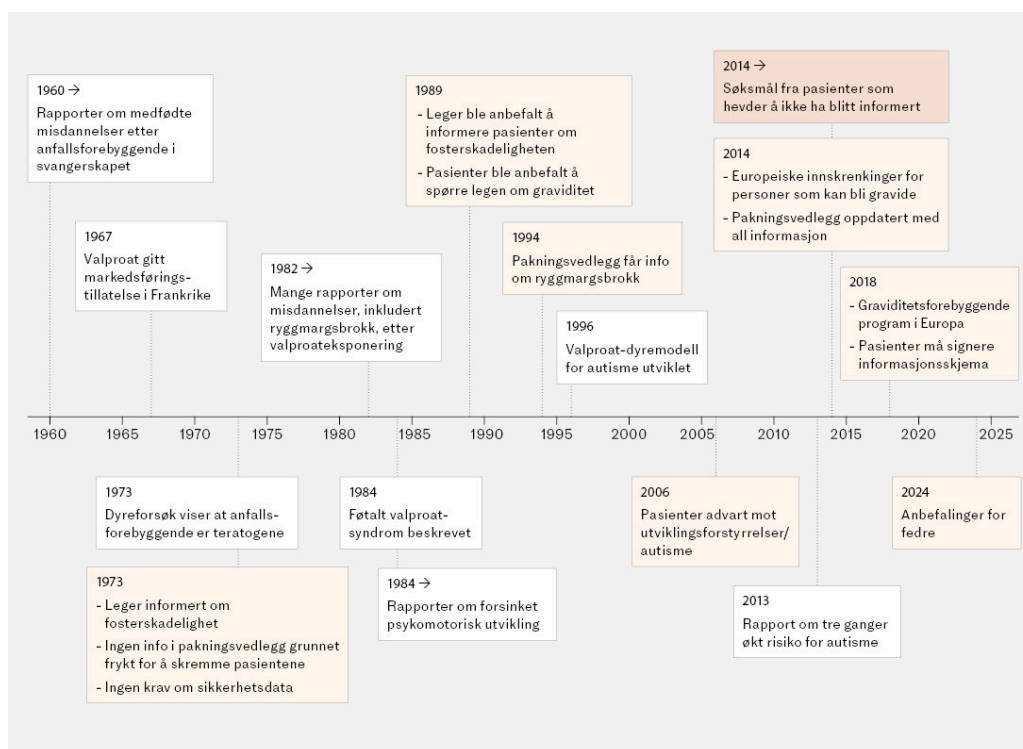 1960 →
Rapporter om medfødte
misdannelser etter
anfallsforebyggende i
svangerskapet
1967
Valproat gitt
markedsførings-
tillatelse i Frankrike
1982 →
Mange rapporter om
misdannelser, inkludert
ryggmargsbrokk, etter
valproateksponering
1989
- Leger ble anbefalt å
informere pasienter om
fosterskadeligheten
- Pasienter ble anbefalt å
spørre legen om graviditet
1994
Pakningsvedlegg får info
om ryggmargsbrokk
1996
Valproat-dyremodell
for autisme utviklet
2014 →
Søksmål fra pasienter som
hevder å ikke ha blitt informert
2014
- Europeiske innskrenkinger for
personer som kan bli gravide
- Pakningsvedlegg oppdatert med
all informasjon
2018
- Graviditetsforebyggende
program i Europa
- Pasienter må signere
informasjonsskjema
1960 1965 1970 1975 1980 1985 1990 1995 2000 2005 2010 2015 2020 2025
1973
Dyreforsøk viser at anfalls-
forebyggende er teratogene
1973
- Leger informert om
fosterskadelighet
- Ingen info i pakningsvedlegg grunnet
frykt for å skremme pasientene
- Ingen krav om sikkerhetsdata
1984
Føtalt valproat-
syndrom beskrevet
1984 →
Rapporter om forsinket
psykomotorisk utvikling
2006
Pasienter advart mot
utviklingsforstyrrelser/
autisme
2013
Rapport om tre ganger
økt risiko for autisme
2024
Anbefalinger for
fedre